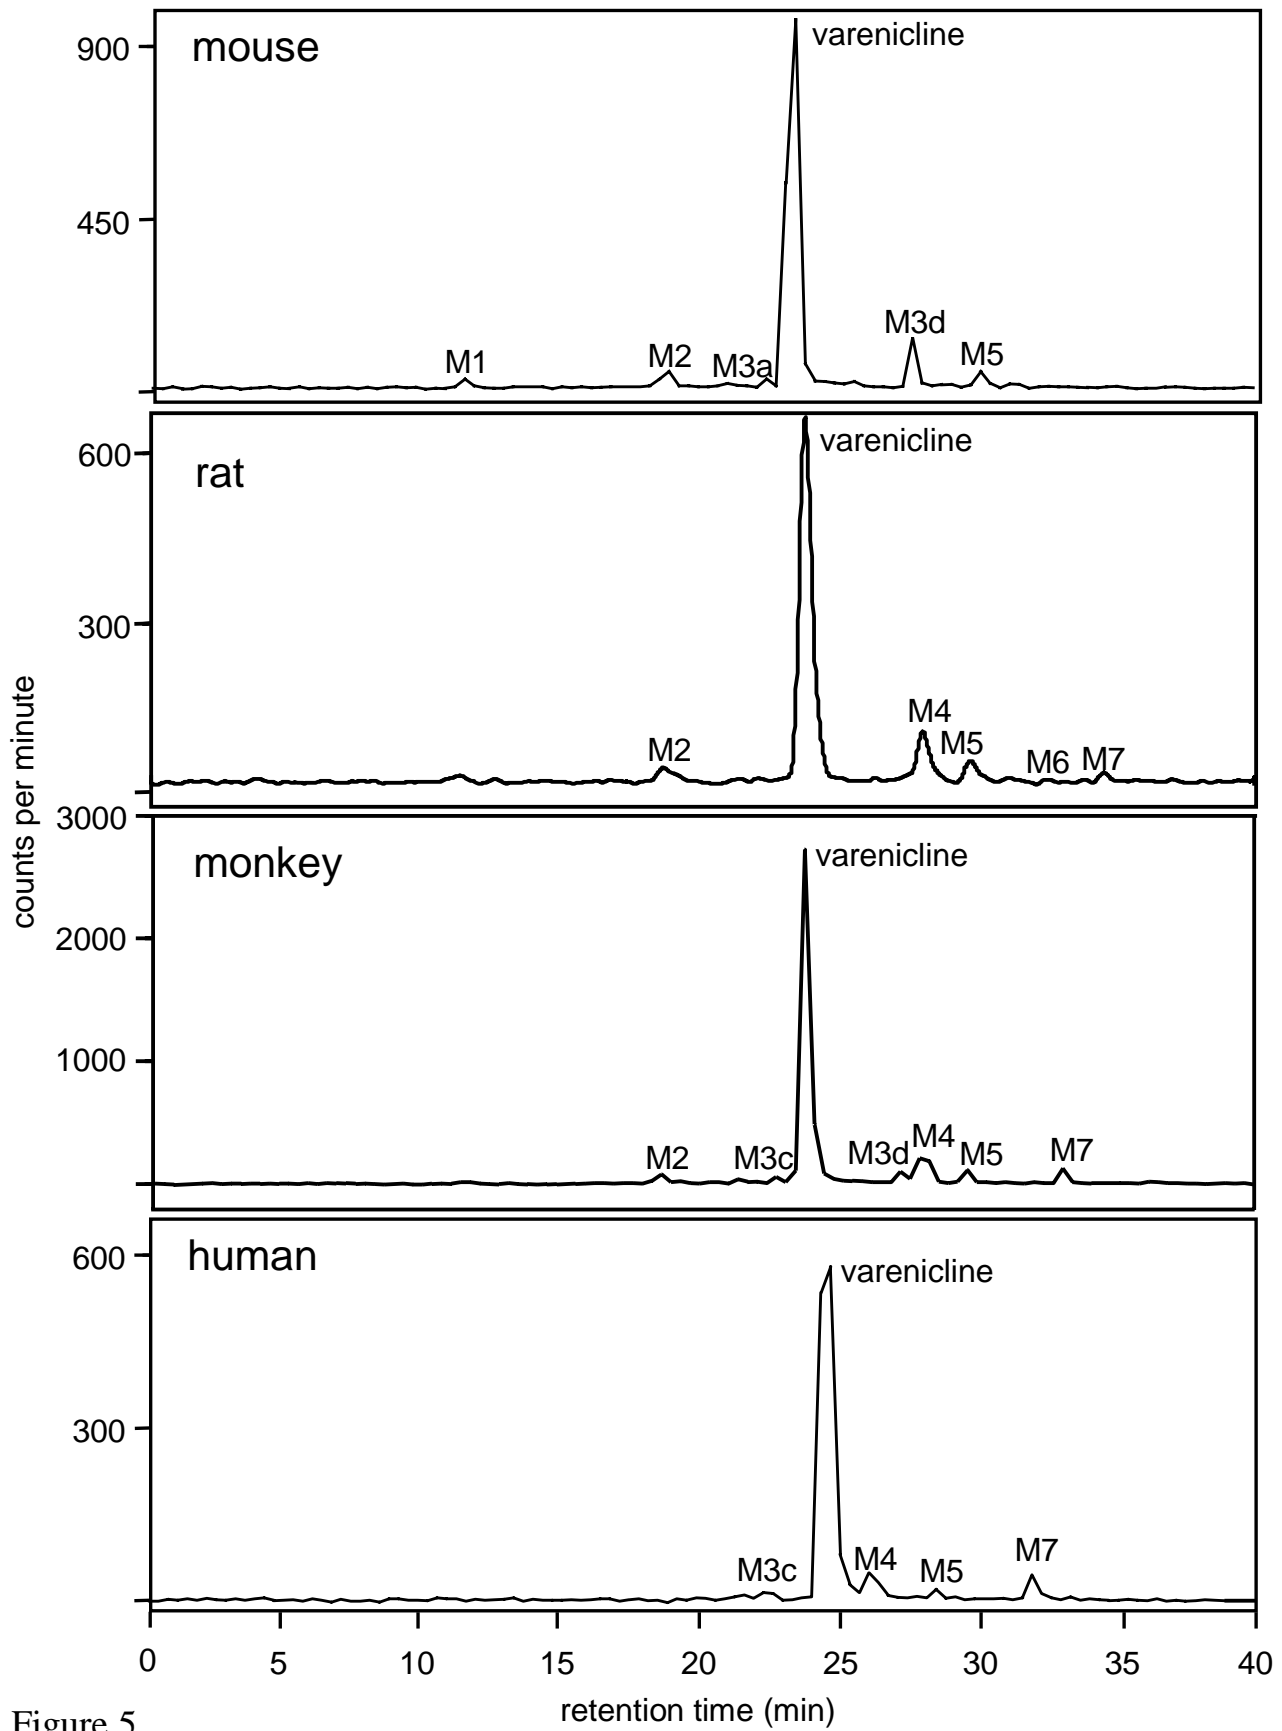 mouse
varenicline
900
450
M1
M2
M3a
M3d
M5
rat
varenicline
600
300
M2
M4
M5
M6
M7
counts per minute
monkey
varenicline
3000
2000
1000
M2
M3c
M3d
M4
M5
M7
human
varenicline
600
300
M3c
M4
M5
M7
0 5 10 15 20 25 30 35 40
retention time (min)
Figure 5